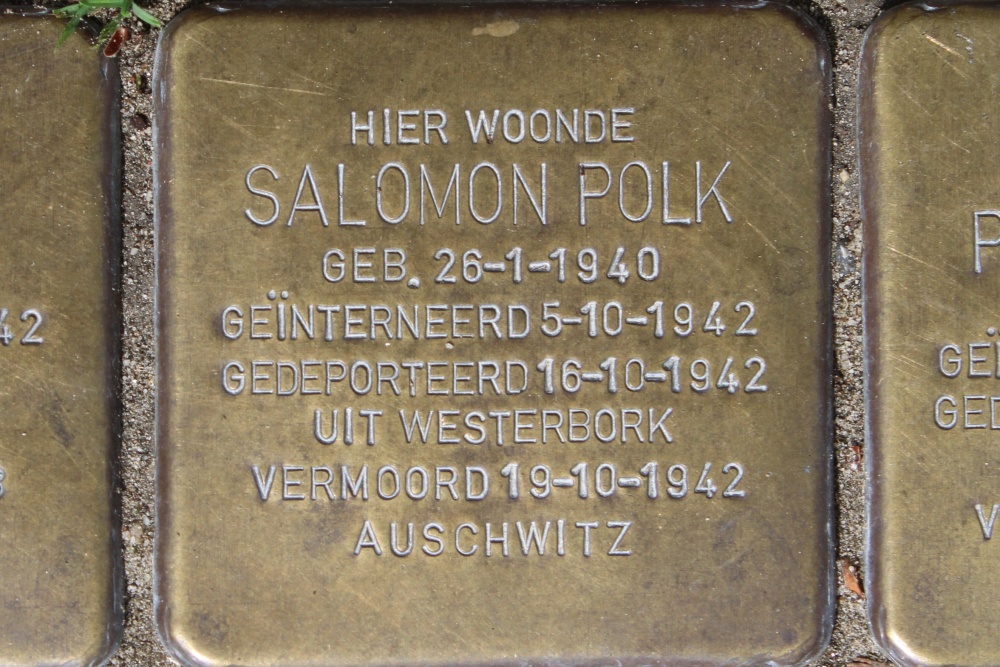 HIER WOONDE
SALOMON POLK
GEB. 26-1-1940
GEÏNTERNEERD 5-10-1942
GEDEPORTEERD 16-10-1942
UIT WESTERBORK
VERMOORD 19-10-1942
AUSCHWITZ